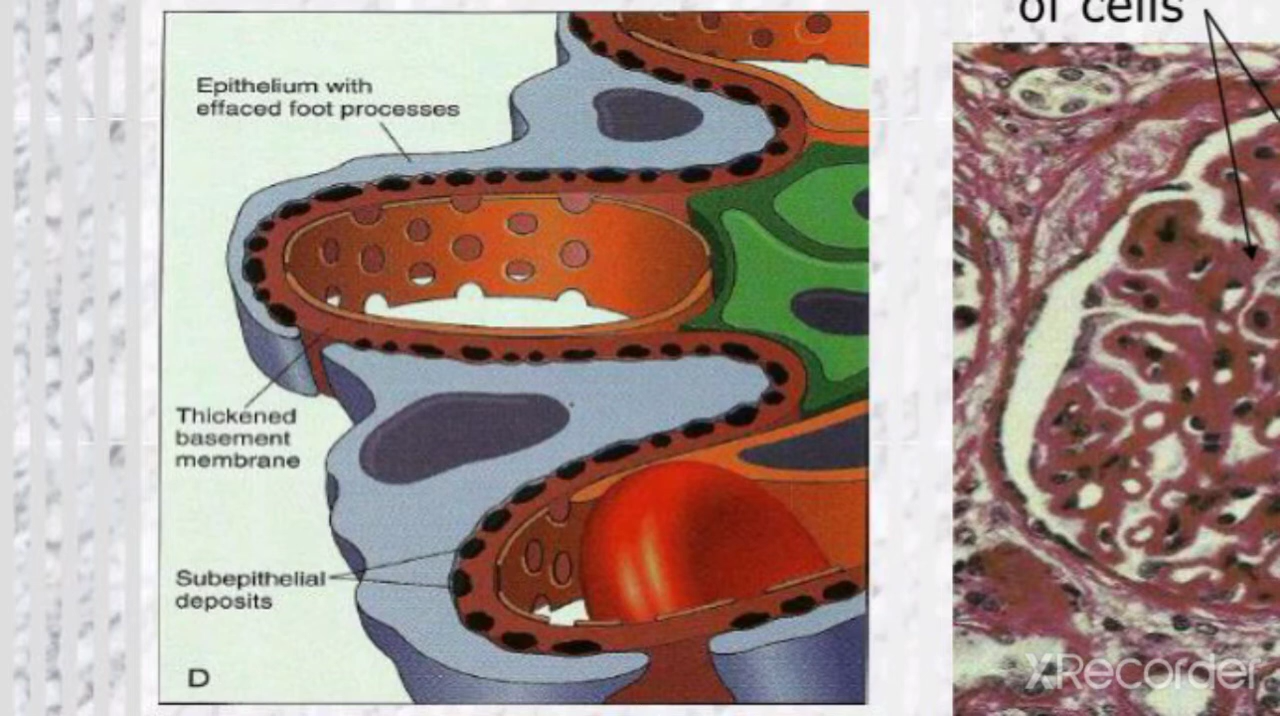 of cells
Epithelium with
effaced foot processes
Thickened
basement
membrane
Subepithelial
deposits
D
XRecorder